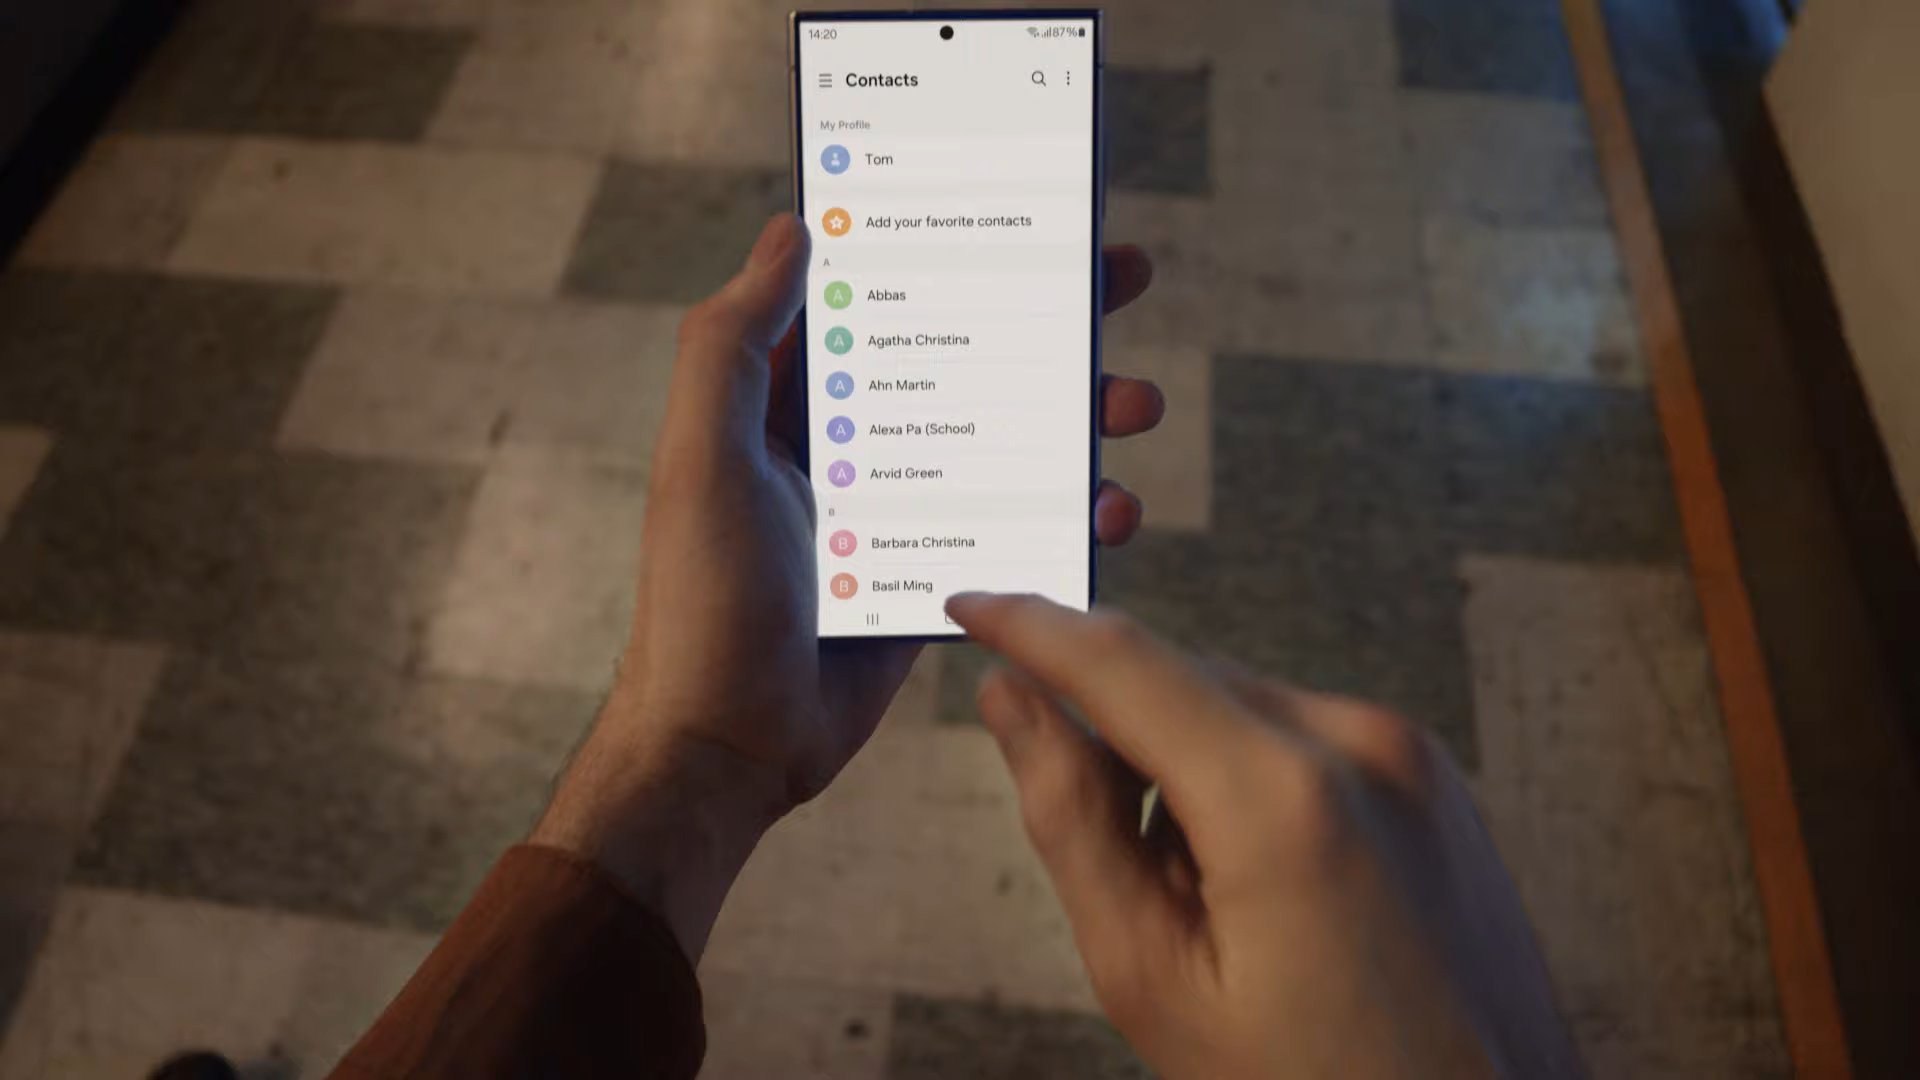 14:20
87%
Contacts
My Profile
Tom
Add your favorite contacts
A
A Abbas
A Agatha Christina
A Ahn Martin
A Alexa Pa (School)
A Arvid Green
B
B Barbara Christina
B Basil Ming